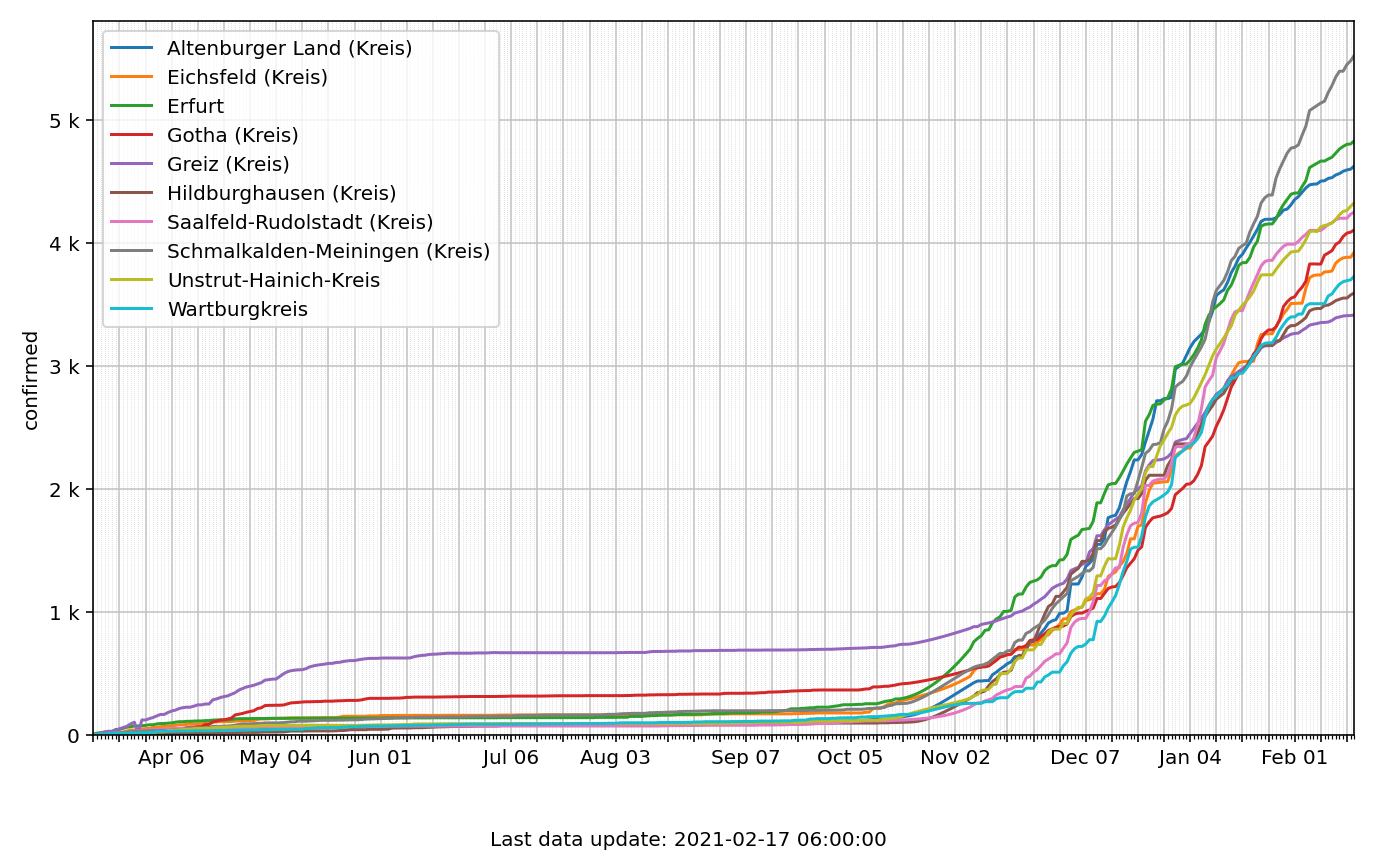 Altenburger Land (Kreis)
Eichsfeld (Kreis)
Erfurt
Gotha (Kreis)
Greiz (Kreis)
Hildburghausen (Kreis)
Saalfeld-Rudolstadt (Kreis)
Schmalkalden-Meiningen (Kreis)
Unstrut-Hainich-Kreis
Wartburgkreis
confirmed
5 k
4 k
3 k
2 k
1 k
0
Apr 06 May 04 Jun 01 Jul 06 Aug 03 Sep 07 Oct 05 Nov 02 Dec 07 Jan 04 Feb 01
Last data update: 2021-02-17 06:00:00